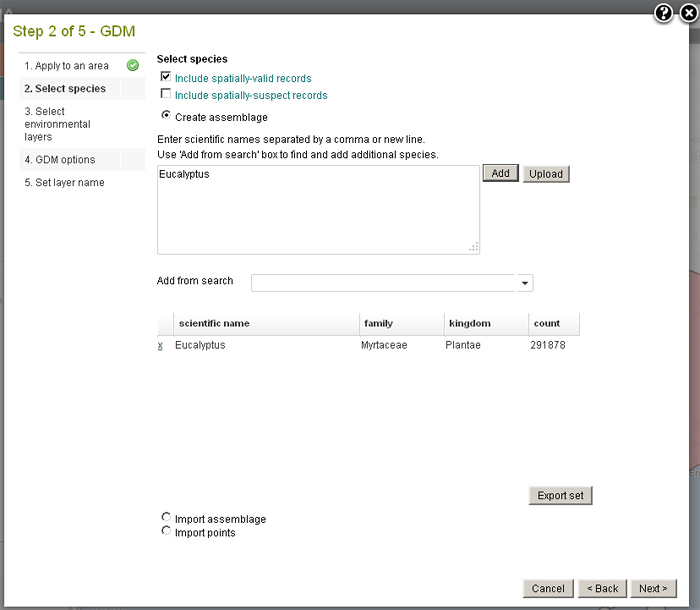 Step 2 of 5 - GDM
1. Apply to an area
2. Select species
3. Select
environmental
layers
4. GDM options
5. Set layer name
Select species
Include spatially-valid records
Include spatially-suspect records
Create assemblage
Enter scientific names separated by a comma or new line.
Use 'Add from search' box to find and add additional species.
Eucalyptus
Add Upload
Add from search
scientific name family kingdom count
x Eucalyptus Myrtaceae Plantae 291878
Export set
Import assemblage
Import points
Cancel < Back Next >